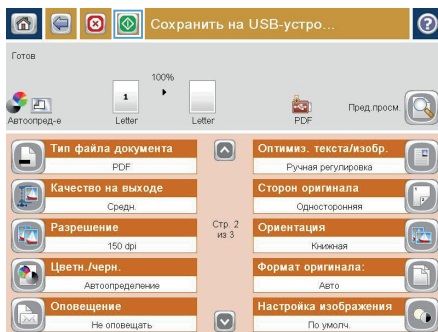 Сохранить на USB-устро...
?
Готов
100%
1
Автоопред-е
Letter
Letter
PDF
Пред.просм.
Тип файла документа
PDF
Оптимиз. текста/изобр.
Ручная регулировка
Качество на выходе
Средн.
Сторон оригинала
Односторонняя
Разрешение
150 dpi
Стр. 2
из 3
Ориентация
Книжная
Цветн./черн.
Автоопределение
Формат оригинала:
Авто
Оповещение
Не оповещать
Настройка изображения
По умолч.